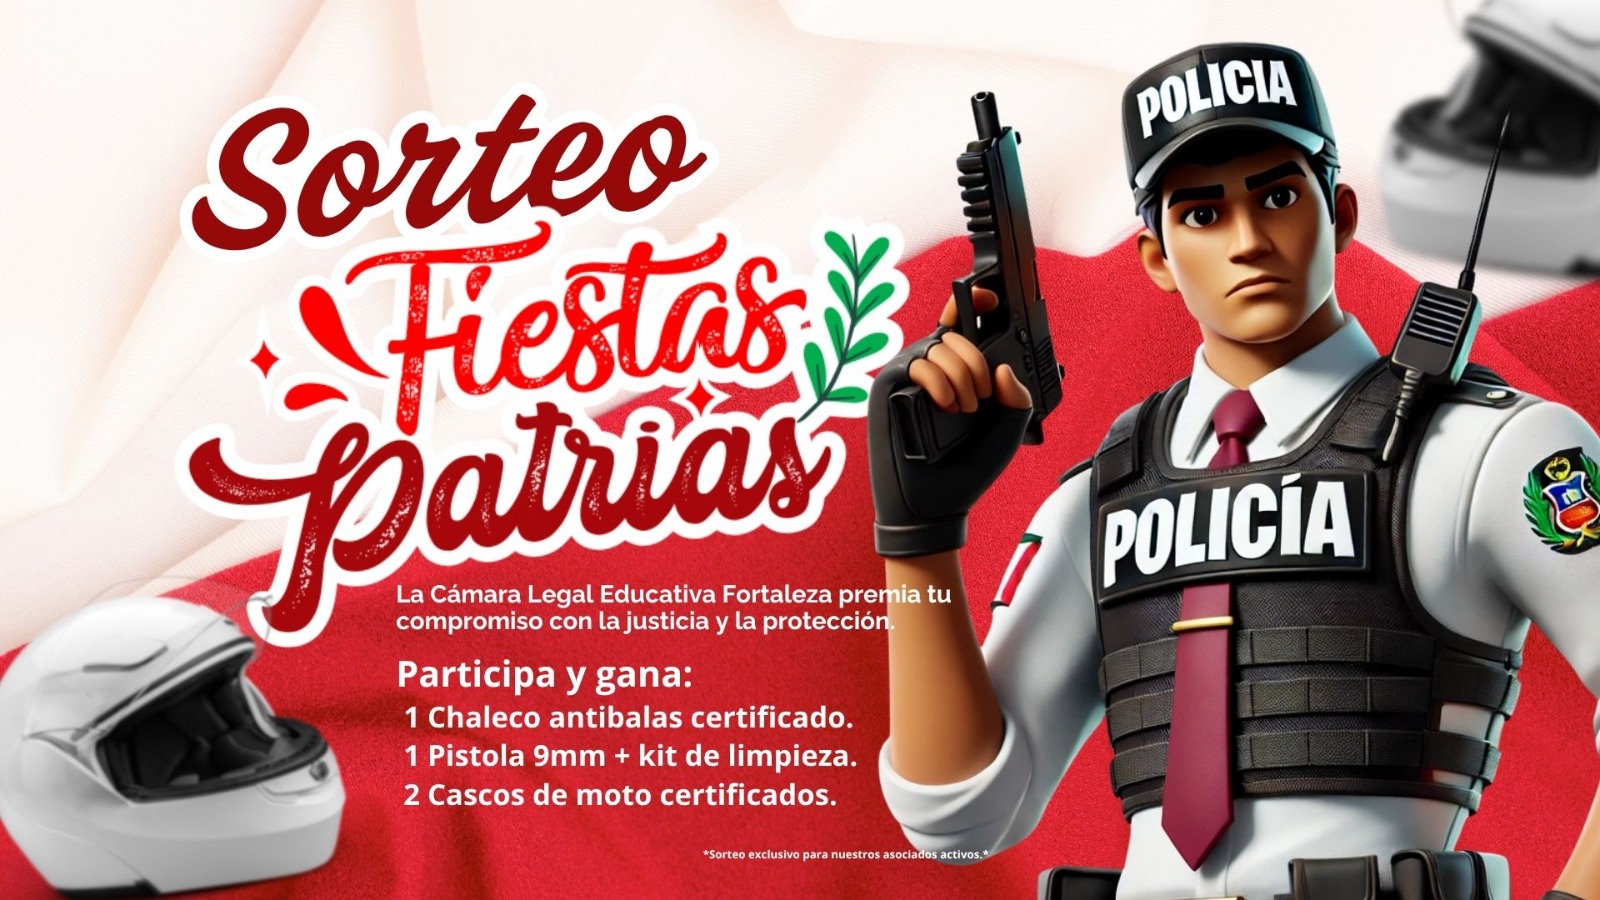 Sorteo
Fiestas
Patrias
La Cámara Legal Educativa Fortaleza premia tu
compromiso con la justicia y la protección.
Participa y gana:
1 Chaleco antibalas certificado.
1 Pistola 9mm + kit de limpieza.
2 Cascos de moto certificados.
*Sorteo exclusivo para nuestros asociados activos.*
POLICIA
POLICÍA